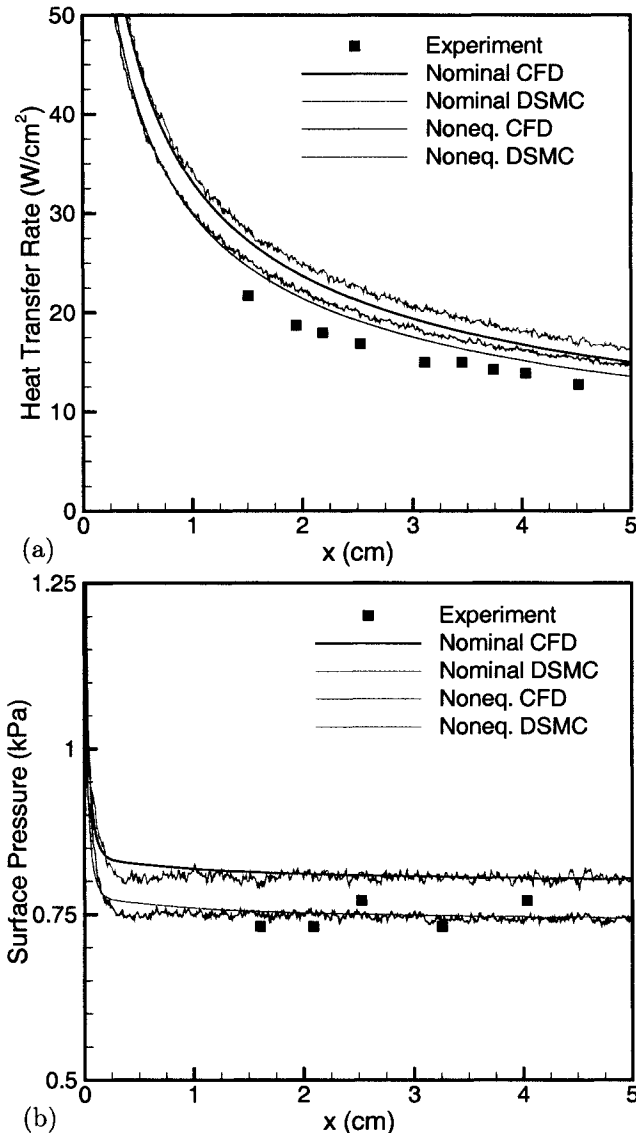 50
40
30
20
10
0
Heat Transfer Rate (W/cm²)
Experiment
Nominal CFD
Nominal DSMC
Noneq. CFD
Noneq. DSMC
0 1 2 3 4 5
x (cm)
(a)
1.25
1
0.75
0.5
Surface Pressure (kPa)
Experiment
Nominal CFD
Nominal DSMC
Noneq. CFD
Noneq. DSMC
0 1 2 3 4 5
x (cm)
(b)